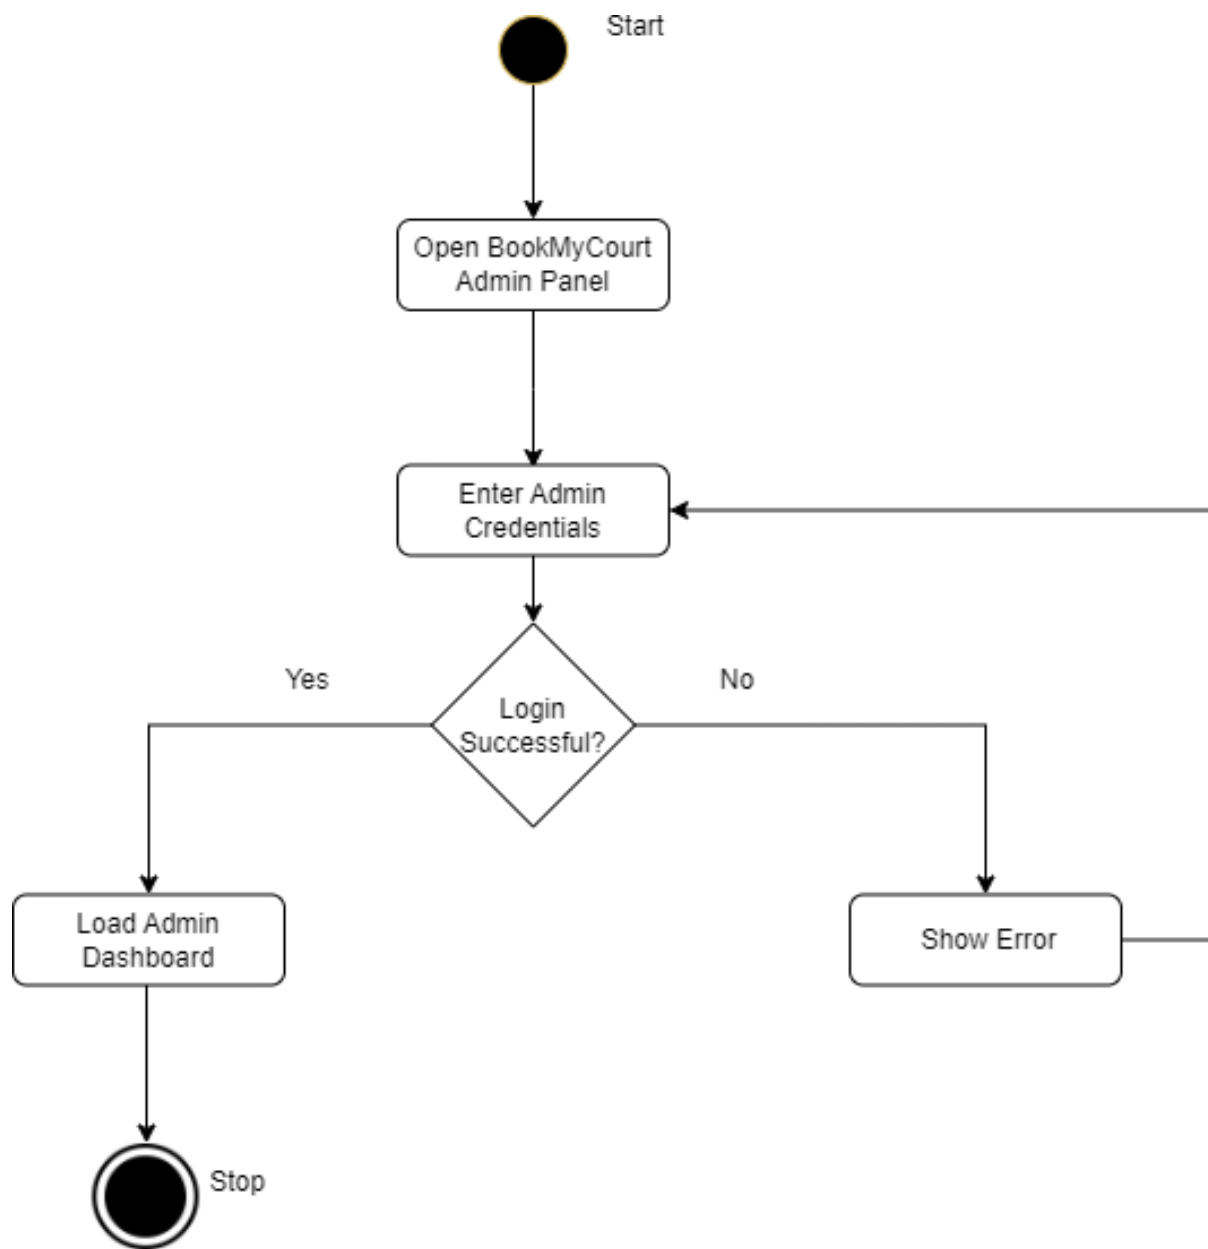 Start
Open BookMyCourt
Admin Panel
Enter Admin
Credentials
Yes
No
Login
Successful?
Load Admin
Dashboard
Show Error
Stop